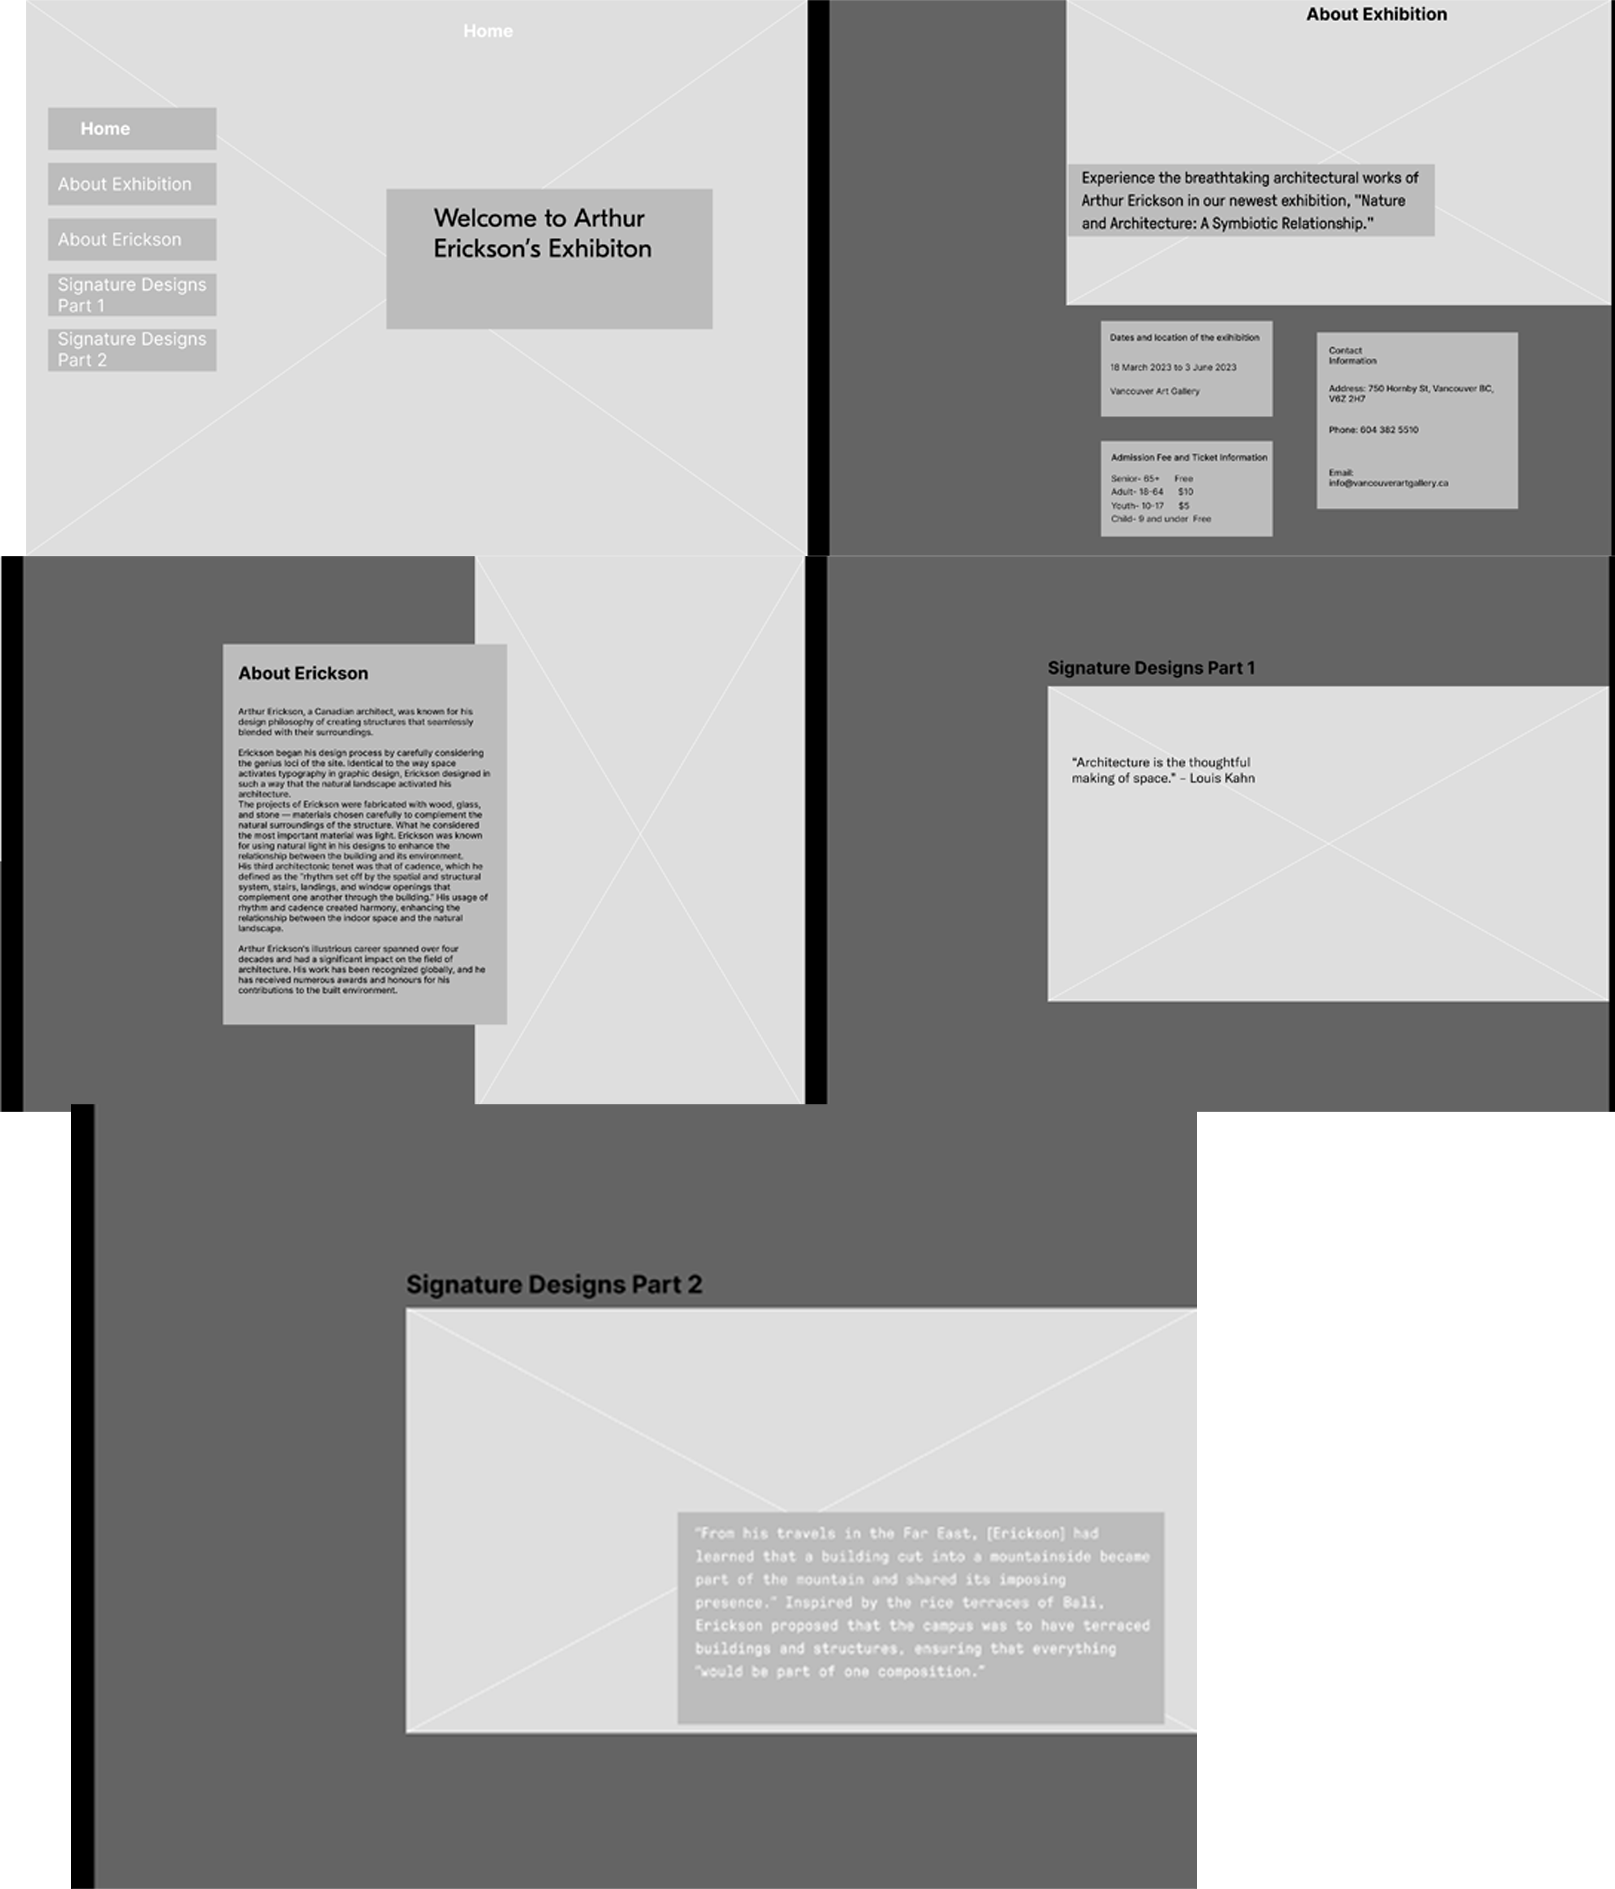 Home
Home
About Exhibition
About Erickson
Signature Designs
Part 1
Signature Designs
Part 2
Welcome to Arthur
Erickson’s Exhibiton
About Exhibition
Experience the breathtaking architectural works of
Arthur Erickson in our newest exhibition, "Nature
and Architecture: A Symbiotic Relationship."
Dates and location of the exihibition
18 March 2023 to 3 June 2023
Vancouver Art Gallery
Admission Fee and Ticket Information
Senior- 65+ Free
Adult- 18-64 $10
Youth- 10-17 $5
Child- 9 and under Free
Contact
Information
Address: 750 Hornby St, Vancouver BC,
V6Z 2H7
Phone: 604 382 5510
Email:
info@vancouverartgallery.ca
About Erickson
Arthur Erickson, a Canadian architect, was known for his
design philosophy of creating structures that seamlessly
blended with their surroundings.
Erickson began his design process by carefully considering
the genius loci of the site. Identical to the way space
activates typography in graphic design, Erickson designed in
such a way that the natural landscape activated his
architecture.
The projects of Erickson were fabricated with wood, glass,
and stone — materials chosen carefully to complement the
natural surroundings of the structure. What he considered
the most important material was light. Erickson was known
for using natural light in his designs to enhance the
relationship between the building and its environment.
His third architectonic tenet was that of cadence, which he
defined as the "rhythm set off by the spatial and structural
system, stairs, landings, and window openings that
complement one another through the building." His usage of
rhythm and cadence created harmony, enhancing the
relationship between the indoor space and the natural
landscape.
Arthur Erickson's illustrious career spanned over four
decades and had a significant impact on the field of
architecture. His work has been recognized globally, and he
has received numerous awards and honours for his
contributions to the built environment.
Signature Designs Part 1
“Architecture is the thoughtful
making of space.” – Louis Kahn
Signature Designs Part 2
“From his travels in the Far East, [Erickson] had
learned that a building cut into a mountainside became
part of the mountain and shared its imposing
presence.” Inspired by the rice terraces of Bali,
Erickson proposed that the campus was to have terraced
buildings and structures, ensuring that everything
“would be part of one composition.”